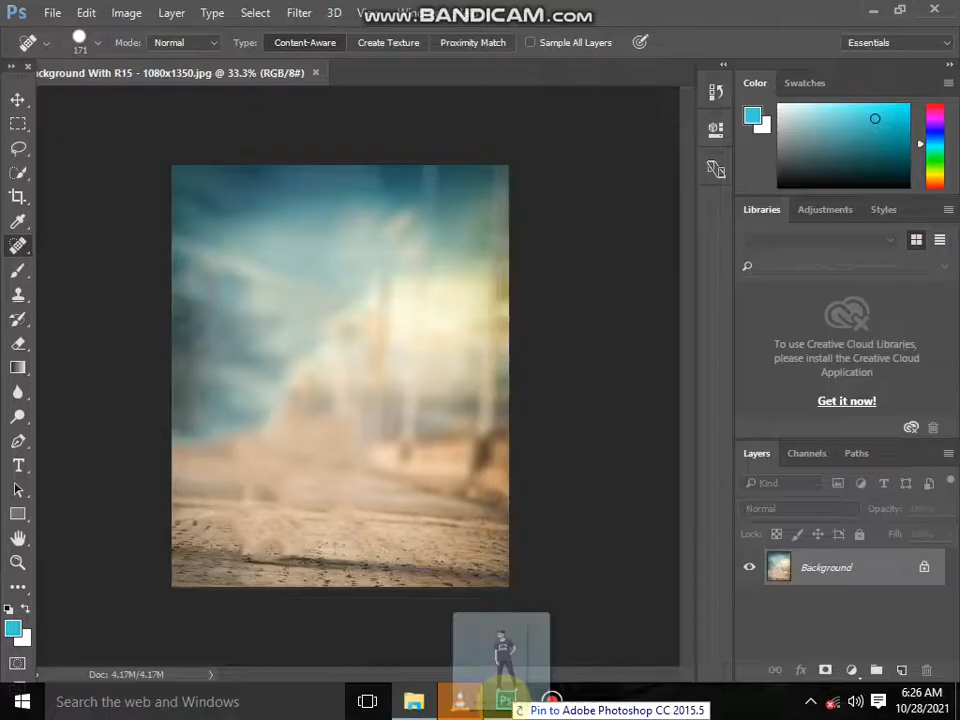 Ps File Edit Image Layer Type Select Filter 3D
www.BANDICAM.com
171 Mode: Normal Type: Content-Aware Create Texture Proximity Match Sample All Layers Essentials
ckground With R15 - 1080x1350.jpg @ 33.3% (RGB/8#) ×
Color Swatches
Libraries Adjustments Styles
To use Creative Cloud Libraries,
please install the Creative Cloud
Application
Get it now!
Layers Channels Paths
Kind
Normal Opacity:
Lock: Fill:
Background
Doc: 4.17M/4.17M
Search the web and Windows
Ps
Pin to Adobe Photoshop CC 2015.5
6:26 AM
10/28/2021